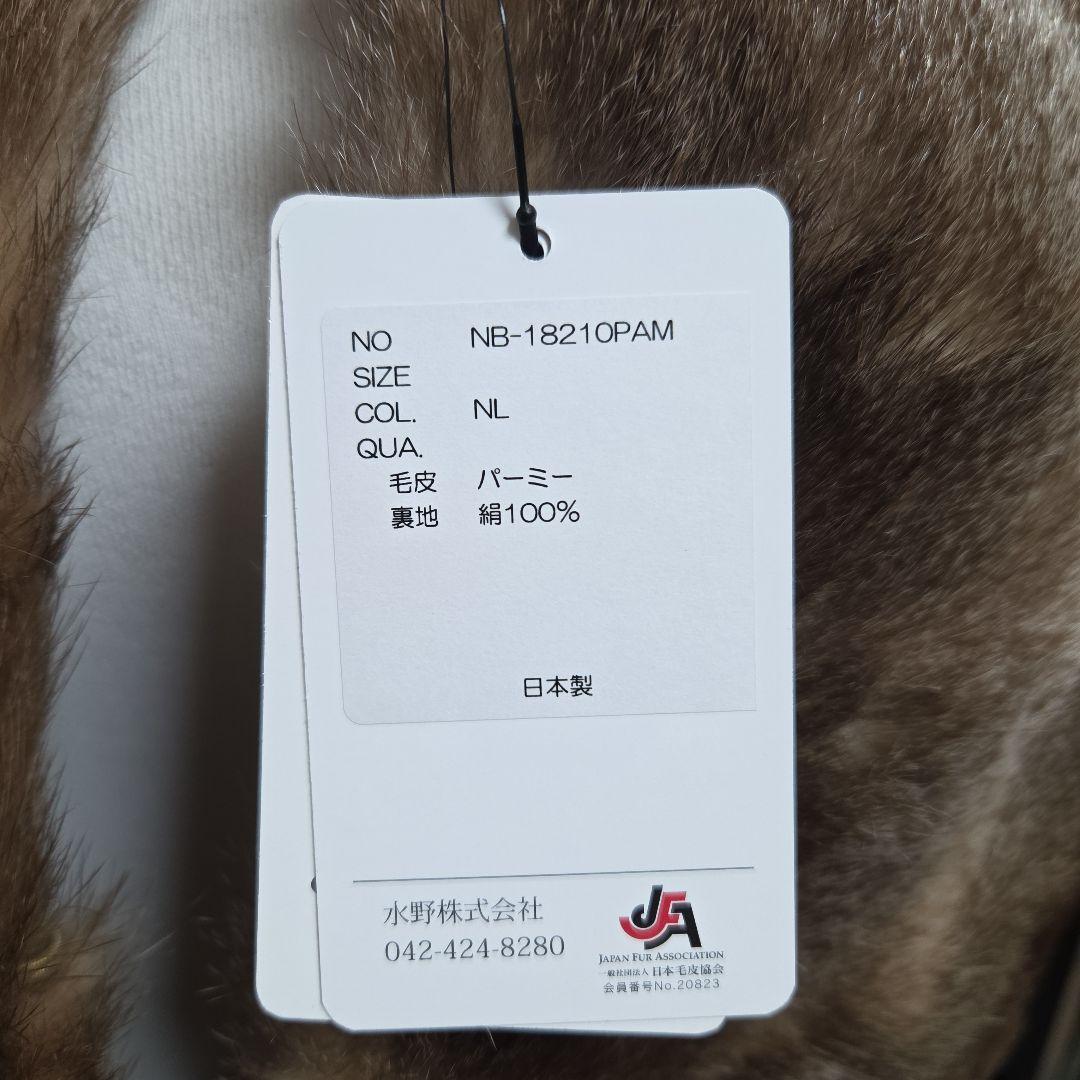 NO NB-18210PAM
SIZE
COL. NL
QUA.
毛皮 パーミー
裏地 絹100%
日本製
水野株式会社
042-424-8280
JFA
JAPAN FUR ASSOCIATION
一般社団法人 日本毛皮協会
会員番号No.20823